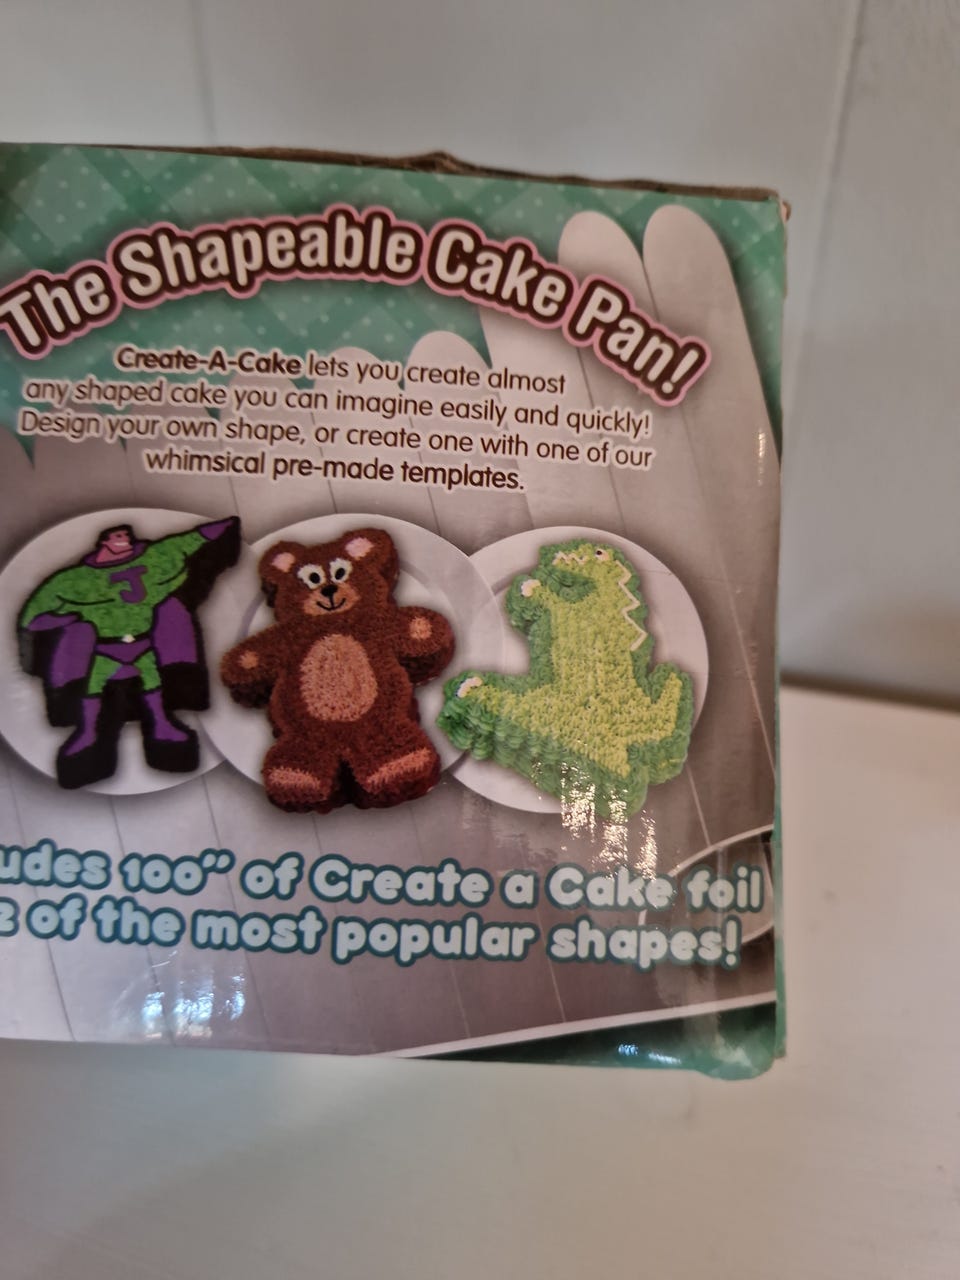 The Shapeable Cake Pan!
Create-A-Cake lets you create almost
any shaped cake you can imagine easily and quickly!
Design your own shape, or create one with one of our
whimsical pre-made templates.
J
udes 100” of Create a Cake foil
of the most popular shapes!